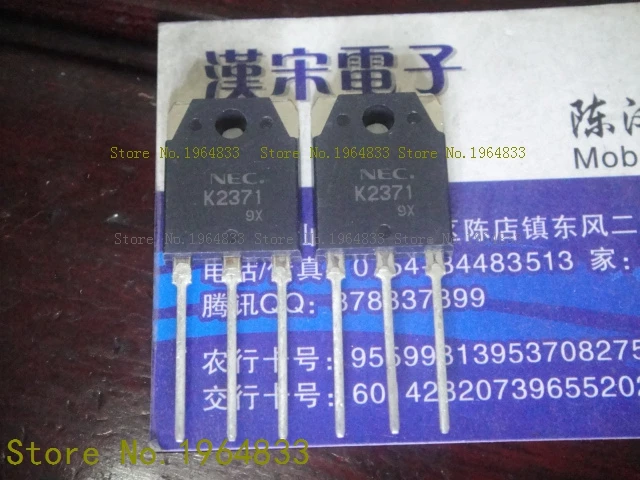 漢宋電子
陈
Mob
Store No.1964833 Store No.1964833 Store No.1964833
NEC.
K2371
9X
NEC.
K2371
9X
Store No.1964833 Store No.1964833 Store No.1964833
区陈店镇东风二
电话/传真: 0754 84483513 家:
腾讯QQ: 378337399
农行卡号: 95599813953708275
交行卡号: 60142820739655202
Store No.1964833